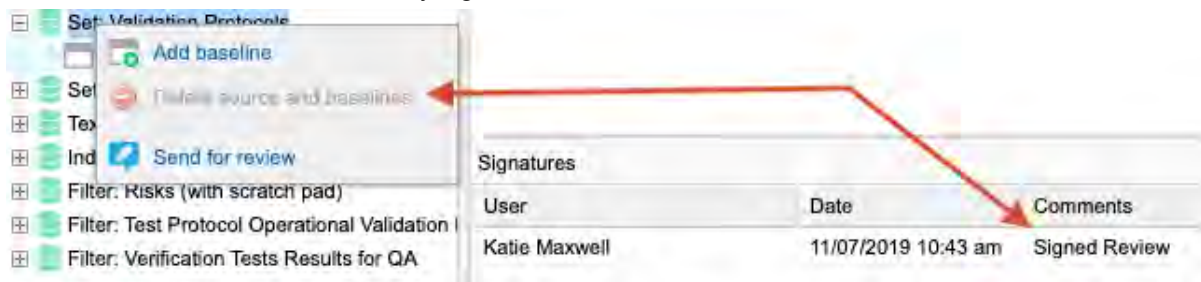 Set: Validation Protocols
Add baseline
Set
Delete source and baselines
Tex
Ind
Send for review
Filter: Risks (with scratch pad)
Filter: Test Protocol Operational Validation
Filter: Verification Tests Results for QA
Signatures
User Date Comments
Katie Maxwell 11/07/2019 10:43 am Signed Review